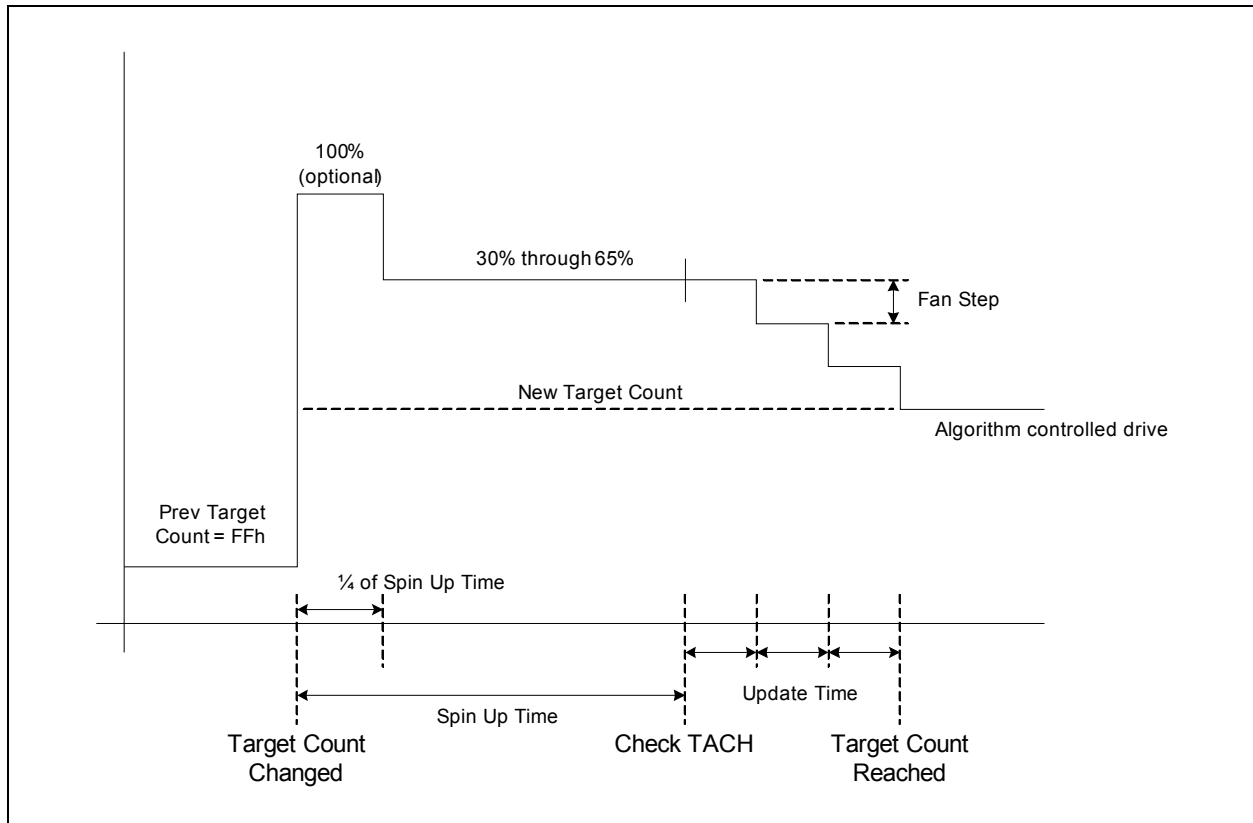 100%
(optional)
30% through 65%
Fan Step
New Target Count
Algorithm controlled drive
Prev Target
Count = FFh
¼ of Spin Up Time
Update Time
Spin Up Time
Target Count
Changed
Check TACH
Target Count
Reached